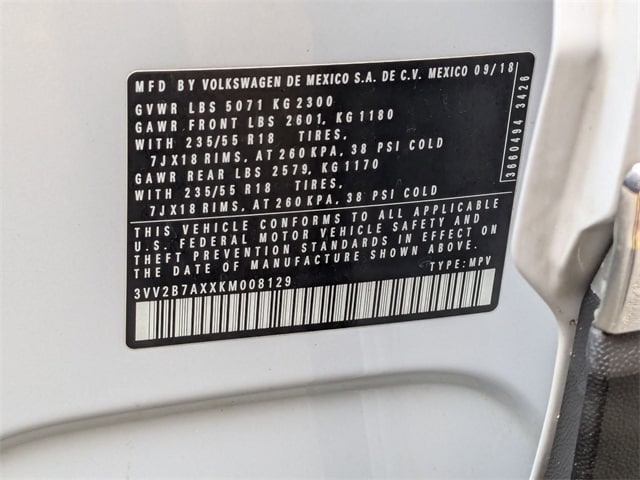 MFD BY VOLKSWAGEN DE MEXICO S.A. DE C.V. MEXICO 09/18
GVWR LBS 5071 KG 2300
GAWR FRONT LBS 2601, KG 1180
WITH 235/55 R18 TIRES,
7JX18 RIMS, AT 260 KPA, 38 PSI COLD
GAWR REAR LBS 2579, KG 1170
WITH 235/55 R18 TIRES,
7JX18 RIMS, AT 260 KPA, 38 PSI COLD
3660494 3426
THIS VEHICLE CONFORMS TO ALL APPLICABLE
U.S. FEDERAL MOTOR VEHICLE SAFETY AND
THEFT PREVENTION STANDARDS IN EFFECT ON
THE DATE OF MANUFACTURE SHOWN ABOVE.
3VV2B7AXXKM008129 TYPE: MPV